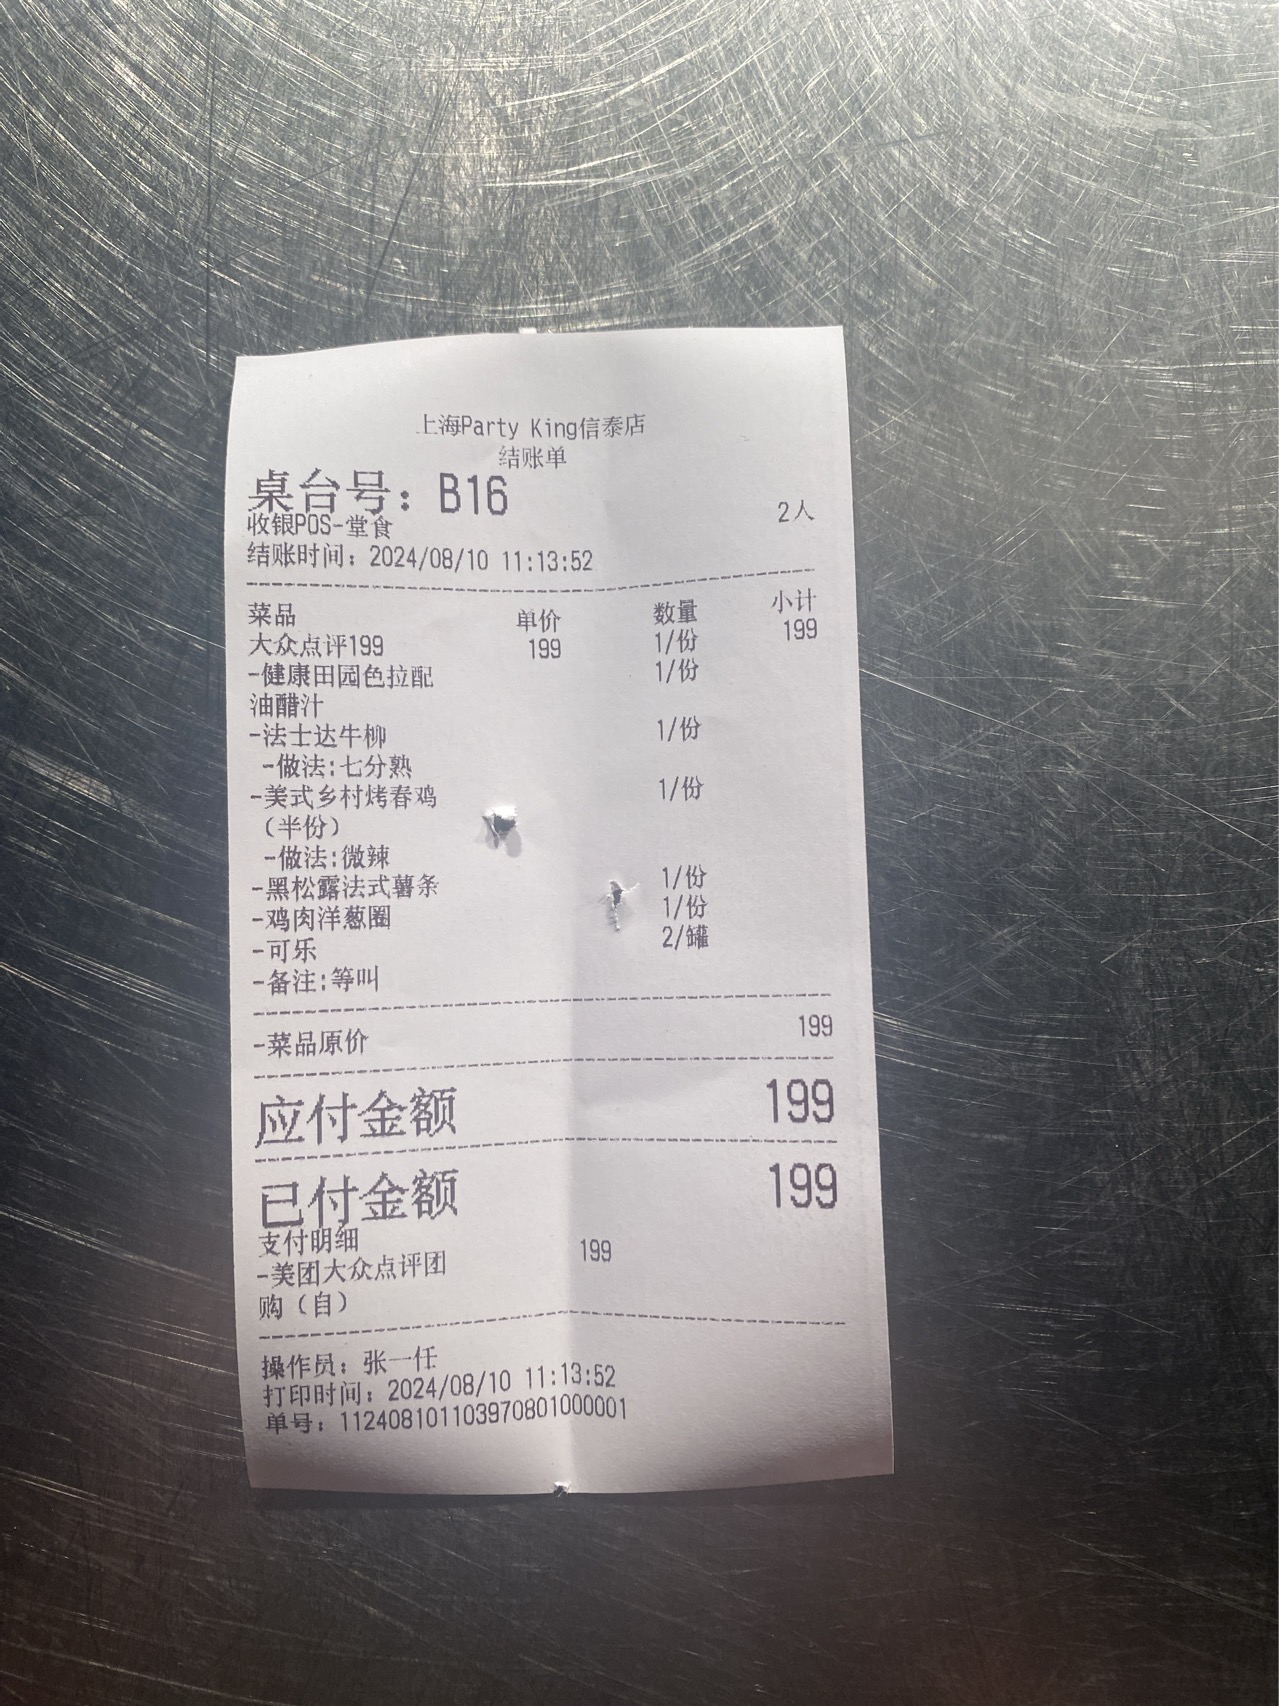 上海Party King信泰店
结账单
桌台号：B16
收银POS-堂食 2人
结账时间：2024/08/10 11:13:52
菜品 单价 数量 小计
大众点评199 199 1/份 199
-健康田园色拉配 1/份
油醋汁
-法士达牛柳 1/份
-做法:七分熟
-美式乡村烤春鸡 1/份
（半份）
-做法:微辣
-黑松露法式薯条 1/份
-鸡肉洋葱圈 1/份
-可乐 2/罐
-备注:等叫
-菜品原价 199
应付金额 199
已付金额 199
支付明细
-美团大众点评团 199
购（自）
操作员：张一任
打印时间：2024/08/10 11:13:52
单号：112408101103970801000001